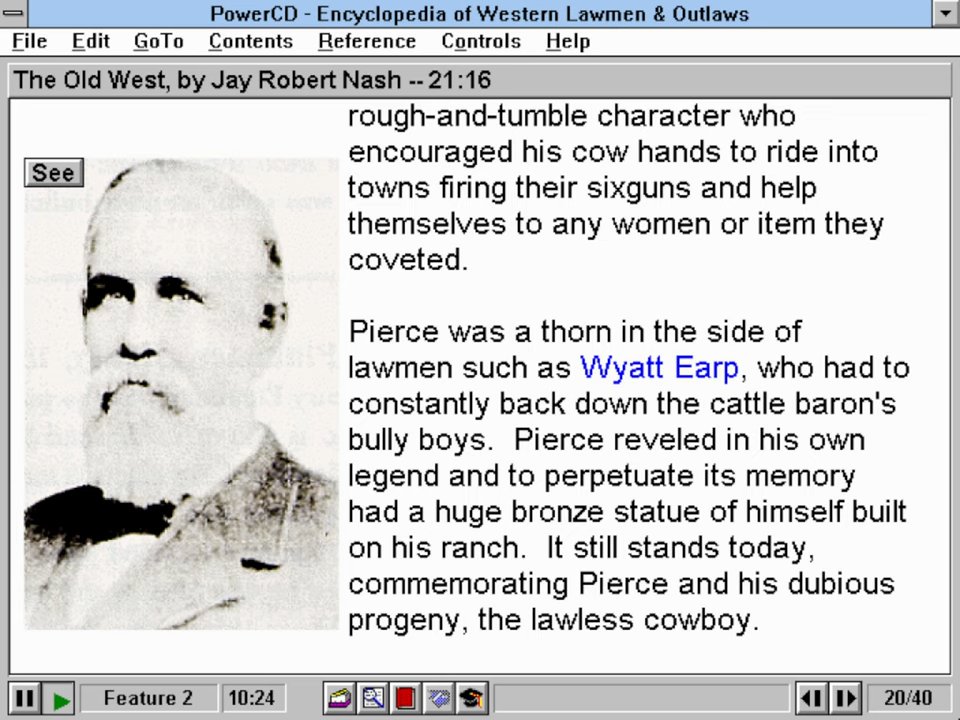 PowerCD - Encyclopedia of Western Lawmen & Outlaws
File Edit GoTo Contents Reference Controls Help
The Old West, by Jay Robert Nash -- 21:16
See
rough-and-tumble character who
encouraged his cow hands to ride into
towns firing their sixguns and help
themselves to any women or item they
coveted.
Pierce was a thorn in the side of
lawmen such as Wyatt Earp, who had to
constantly back down the cattle baron's
bully boys.  Pierce reveled in his own
legend and to perpetuate its memory
had a huge bronze statue of himself built
on his ranch.  It still stands today,
commemorating Pierce and his dubious
progeny, the lawless cowboy.
Feature 2 10:24 20/40